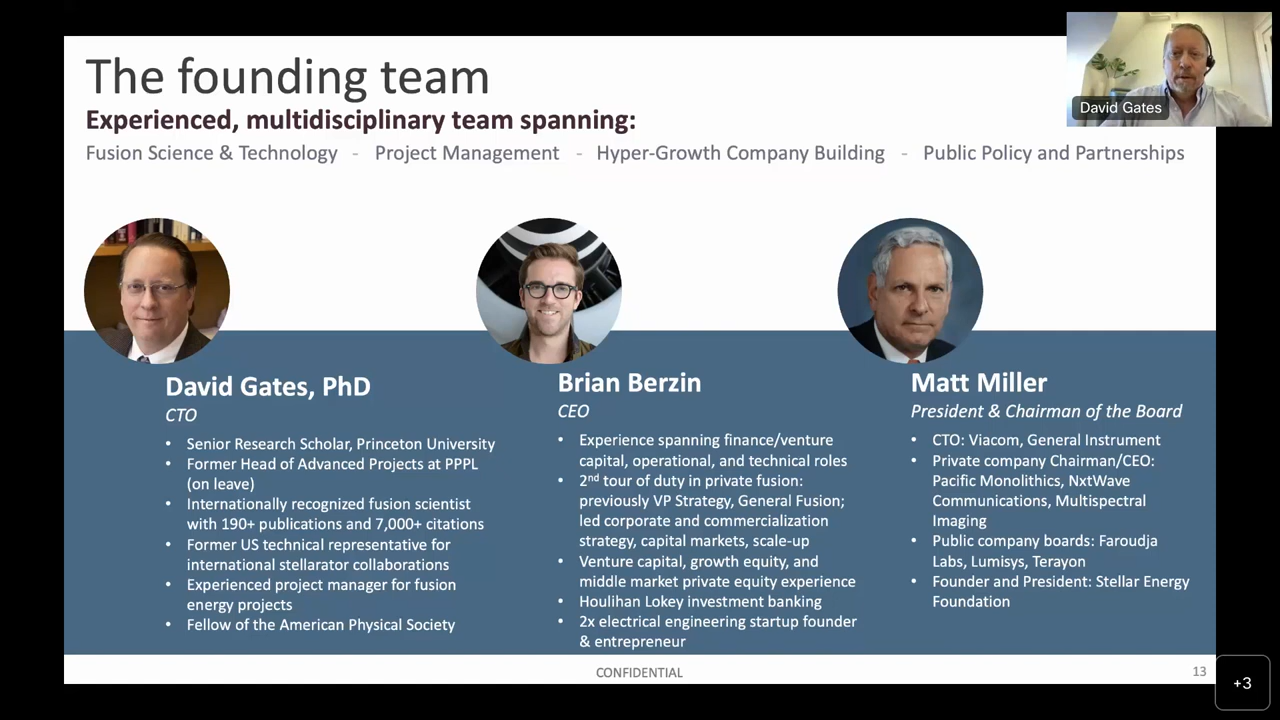 The founding team
Experienced, multidisciplinary team spanning:
Fusion Science & Technology - Project Management - Hyper-Growth Company Building - Public Policy and Partnerships
David Gates
David Gates, PhD
CTO
• Senior Research Scholar, Princeton University
• Former Head of Advanced Projects at PPPL
(on leave)
• Internationally recognized fusion scientist
with 190+ publications and 7,000+ citations
• Former US technical representative for
international stellarator collaborations
• Experienced project manager for fusion
energy projects
• Fellow of the American Physical Society
Brian Berzin
CEO
• Experience spanning finance/venture
capital, operational, and technical roles
• 2nd tour of duty in private fusion:
previously VP Strategy, General Fusion;
led corporate and commercialization
strategy, capital markets, scale-up
• Venture capital, growth equity, and
middle market private equity experience
• Houlihan Lokey investment banking
• 2x electrical engineering startup founder
& entrepreneur
Matt Miller
President & Chairman of the Board
• CTO: Viacom, General Instrument
• Private company Chairman/CEO:
Pacific Monolithics, NxtWave
Communications, Multispectral
Imaging
• Public company boards: Faroudja
Labs, Lumisys, Terayon
• Founder and President: Stellar Energy
Foundation
CONFIDENTIAL
13
+3